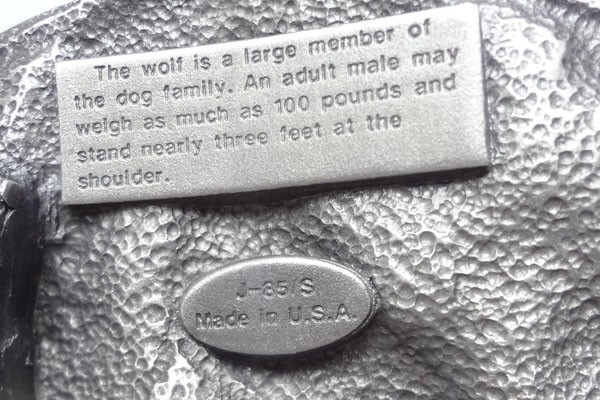 The wolf is a large member of
the dog family. An adult male may
weigh as much as 100 pounds and
stand nearly three feet at the
shoulder.
J-35/S
Made in U.S.A.